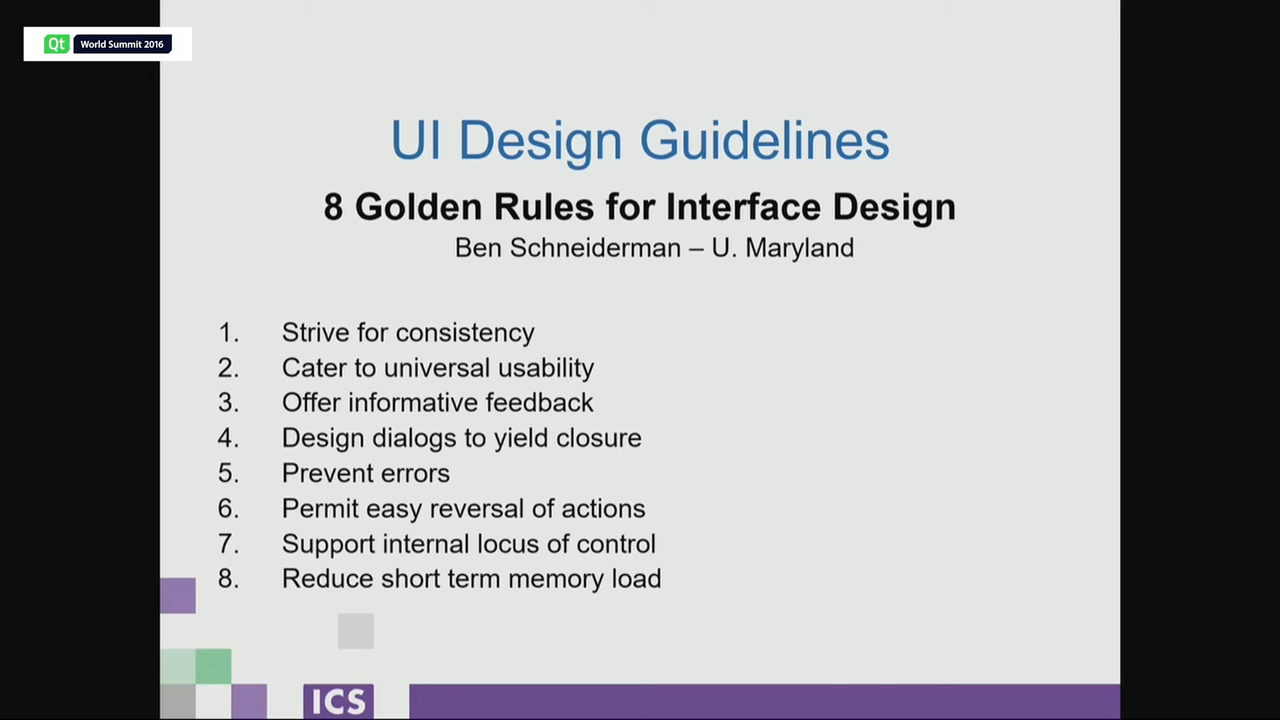 Qt World Summit 2016
UI Design Guidelines
8 Golden Rules for Interface Design
Ben Schneiderman – U. Maryland
1. Strive for consistency
2. Cater to universal usability
3. Offer informative feedback
4. Design dialogs to yield closure
5. Prevent errors
6. Permit easy reversal of actions
7. Support internal locus of control
8. Reduce short term memory load
ICS